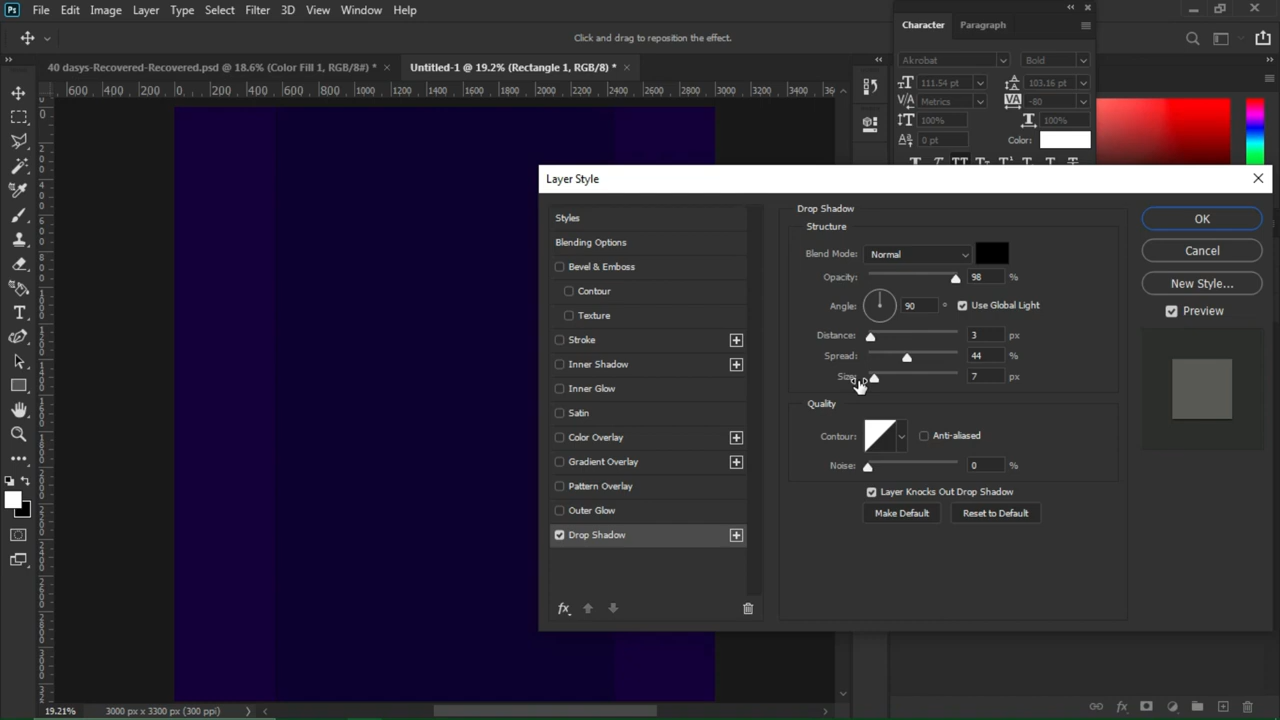 Ps File Edit Image Layer Type Select Filter 3D View Window Help
Click and drag to reposition the effect.
Character Paragraph
40 dasys-Recovered-Recovered.psd @ 18.6% (Color Fill 1, RGB/8#) * Untitled-1 @ 19.2% (Rectangle 1, RGB/8#) *
Akrobat Bold
111.54 pt 103.16 pt
Metrics -80
100% 100%
0 pt Color:
600 400 200 0 200 400 600 800 1000 1200 1400 1600 1800 2000 2200 2400 2600 2800 3000 3200 3400
Layer Style
Styles
Blending Options
Bevel & Emboss
Contour
Texture
Stroke
Inner Shadow
Inner Glow
Satin
Color Overlay
Gradient Overlay
Pattern Overlay
Outer Glow
Drop Shadow
fx
Drop Shadow
Structure
Blend Mode: Normal
Opacity: 98 %
Angle: 90 ° Use Global Light
Distance: 3 px
Spread: 44 %
Size: 7 px
Quality
Contour: Anti-aliased
Noise: 0 %
Layer Knocks Out Drop Shadow
Make Default Reset to Default
OK
Cancel
New Style...
Preview
19.21% 3000 px x 3300 px (300 ppi)
fx